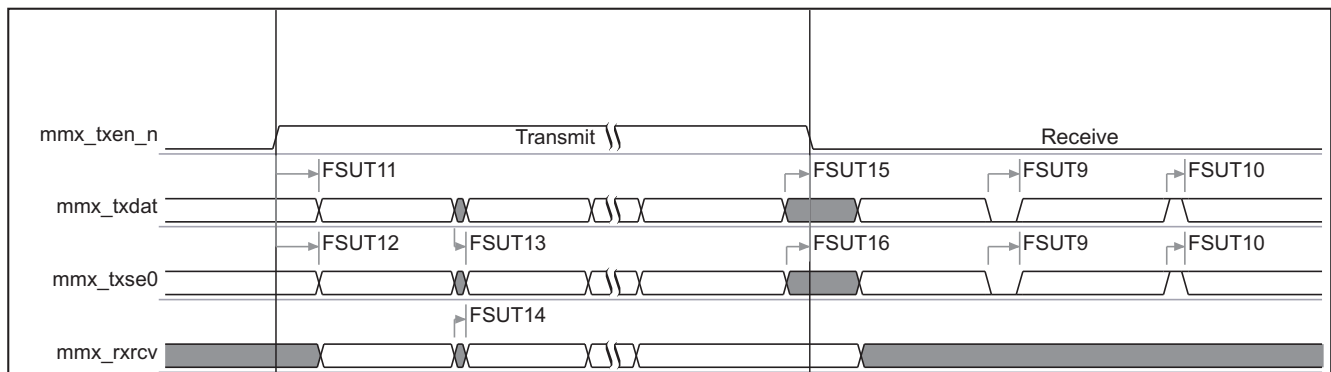 mmx_txen_n Transmit Receive
FSUT11 FSUT15 FSUT9 FSUT10
mmx_txdat
FSUT12 FSUT13 FSUT16 FSUT9 FSUT10
mmx_txse0
FSUT14
mmx_rxrcv